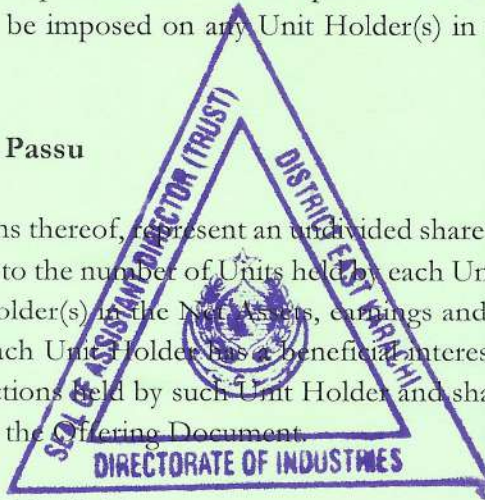 be imposed on any Unit Holder(s) in
Passu
ns thereof, represent an undivided share
to the number of Units held by each Un
older(s) in the Net Assets, earnings and
ach Unit Holder has a beneficial interes
ctions held by such Unit Holder and sha
the Offering Document.
SEAL OF ASSISTANT DIRECTOR (TRUST)
DISTRICT EAST KARACHI
DIRECTORATE OF INDUSTRIES